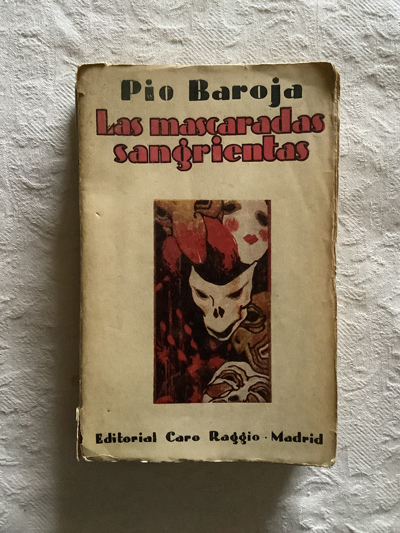 Pio Baroja
Las mascaradas
sangrientas
Editorial Caro Raggio · Madrid